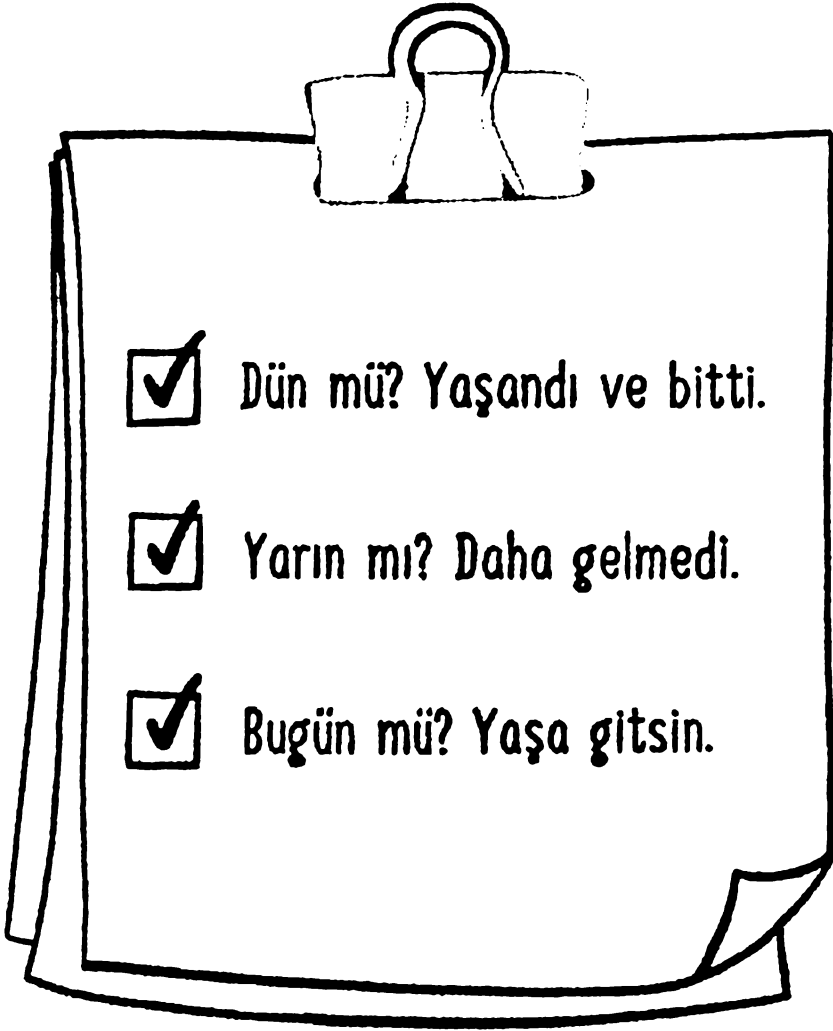 Dün mü? Yaşandı ve bitti.
Yarın mı? Daha gelmedi.
Bugün mü? Yaşa gitsin.